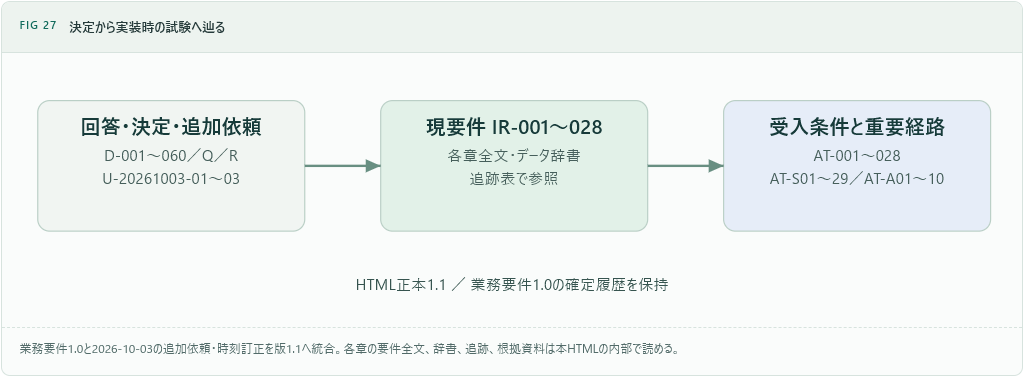 FIG 27 決定から実装時の試験へ辿る
回答・決定・追加依頼
D-001〜060／Q／R
U-20261003-01〜03
現要件 IR-001〜028
各章全文・データ辞書
追跡表で参照
受入条件と重要経路
AT-001〜028
AT-S01〜29／AT-A01〜10
HTML正本1.1 ／ 業務要件1.0の確定履歴を保持
業務要件1.0と2026-10-03の追加依頼・時刻訂正を版1.1へ統合。各章の要件全文、辞書、追跡、根拠資料は本HTMLの内部で読める。